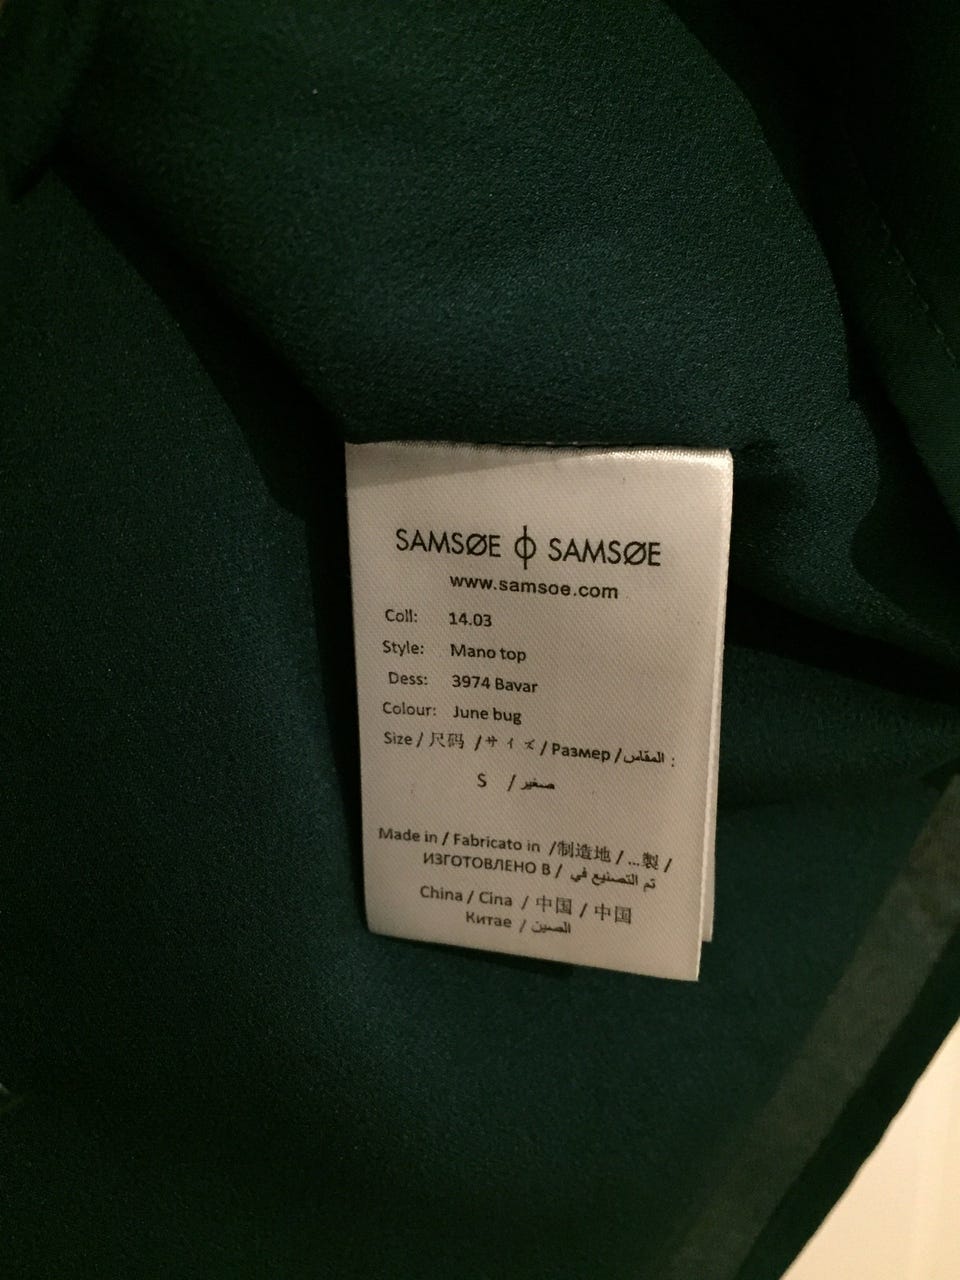 SAMSØE ϕ SAMSØE
www.samsoe.com
Coll: 14.03
Style: Mano top
Dess: 3974 Bavar
Colour: June bug
Size / 尺码 / サイズ / Размер / المقاس :
S / صغير
Made in / Fabricato in /制造地 / ...製 /
ИЗГОТОВЛЕНО В / تم التصنيع في
China / Cina / 中国 / 中国
Китае / الصين